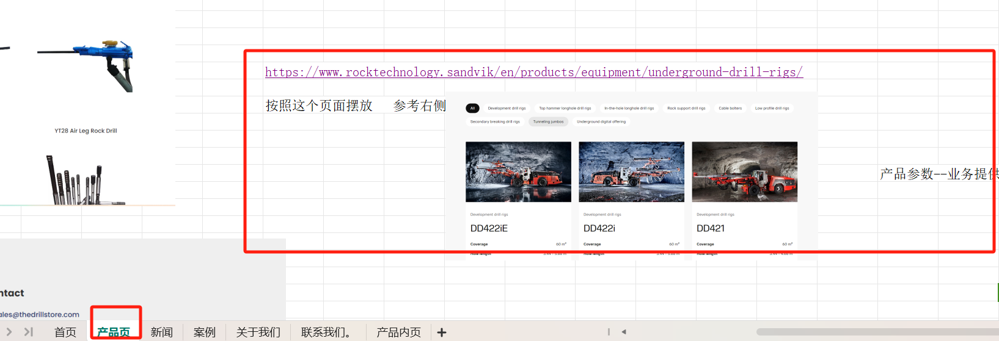 https://www.rocktechnology.sandvik/en/products/equipment/underground-drill-rigs/
按照这个页面摆放 参考右侧
All Development drill rigs Top hammer longhole drill rigs In-the-hole longhole drill rigs Rock support drill rigs Cable bolters Low profile drill rigs
Secondary breaking drill rigs Tunneling jumbos Underground digital offering
YT28 Air Leg Rock Drill
产品参数--业务提供
Development drill rigs Development drill rigs Development drill rigs
DD422iE DD422i DD421
Coverage 60 m² Coverage 60 m² Coverage 60 m²
Hole length Hole length Hole length
ntact
ales@thedrillstore.com
首页 产品页 新闻 案例 关于我们 联系我们。 产品内页